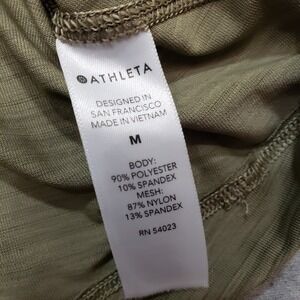 ATHLETA
DESIGNED IN
SAN FRANCISCO
MADE IN VIETNAM
M
BODY:
90% POLYESTER
10% SPANDEX
MESH:
87% NYLON
13% SPANDEX
RN 54023